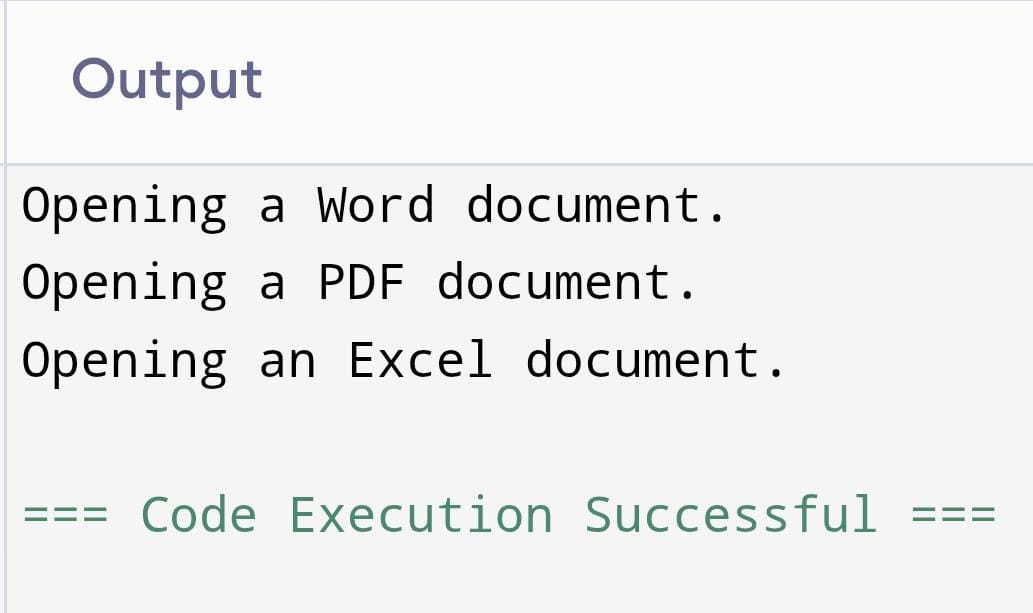 Output
Opening a Word document.
Opening a PDF document.
Opening an Excel document.
=== Code Execution Successful ===